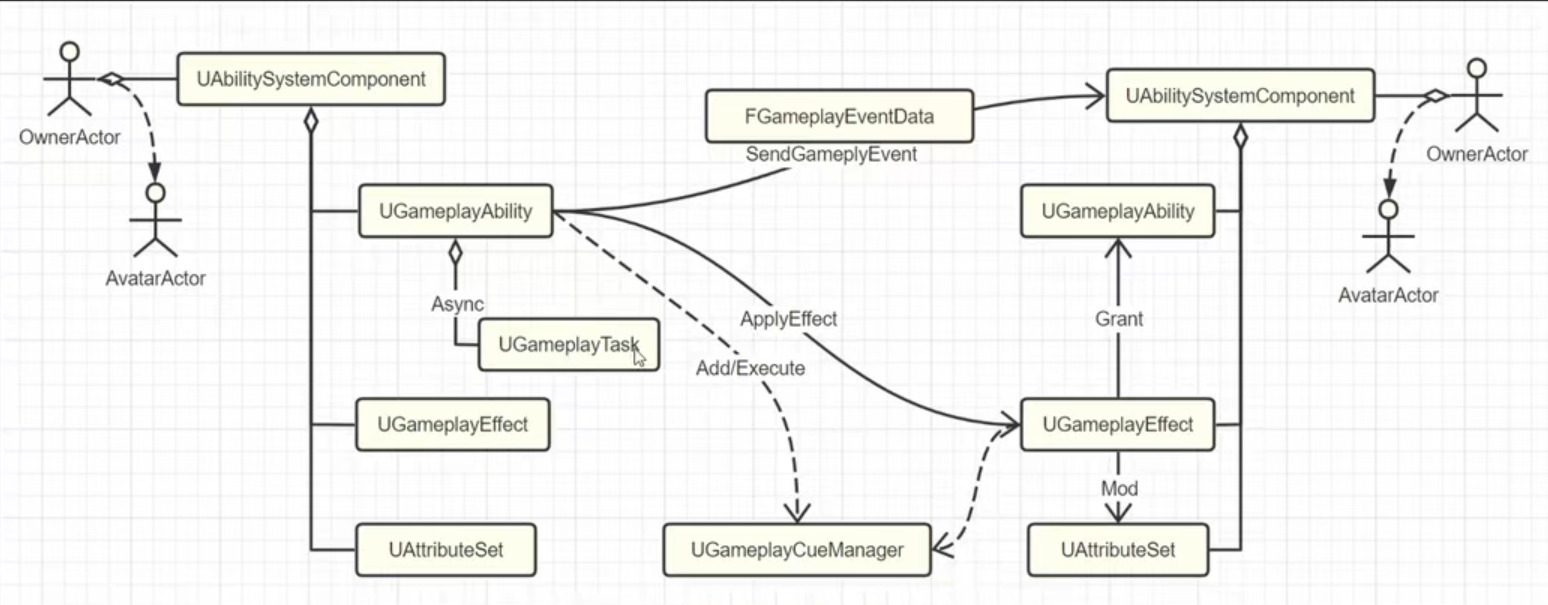 UAbilitySystemComponent
OwnerActor
AvatarActor
UGameplayAbility
Async
UGameplayTask
UGameplayEffect
UAttributeSet
FGameplayEventData
SendGameplyEvent
ApplyEffect
Add/Execute
UGameplayCueManager
UAbilitySystemComponent
OwnerActor
AvatarActor
UGameplayAbility
Grant
UGameplayEffect
Mod
UAttributeSet